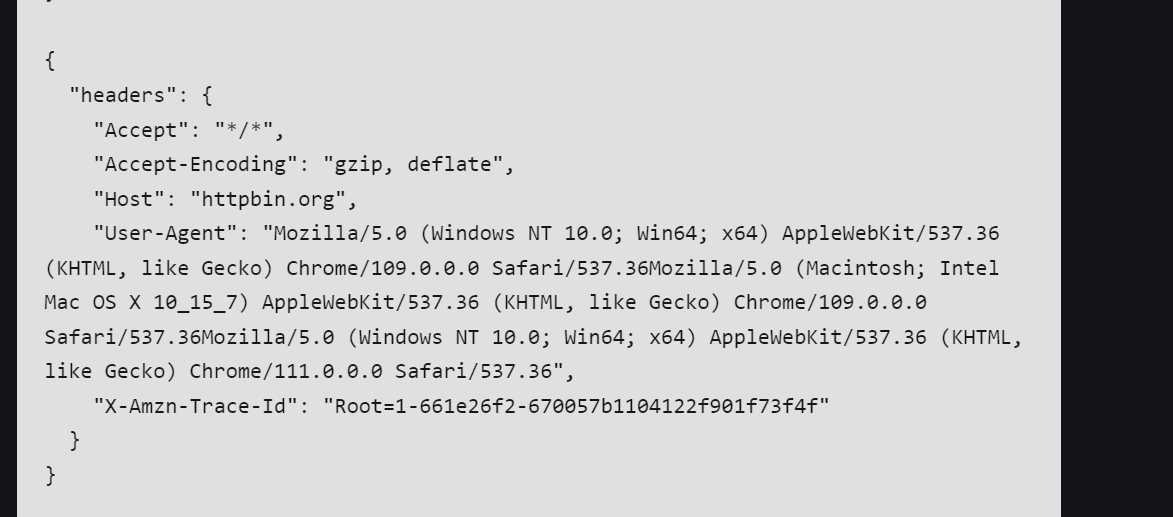 {
"headers": {
"Accept": "*/*",
"Accept-Encoding": "gzip, deflate",
"Host": "httpbin.org",
"User-Agent": "Mozilla/5.0 (Windows NT 10.0; Win64; x64) AppleWebKit/537.36
(KHTML, like Gecko) Chrome/109.0.0.0 Safari/537.36Mozilla/5.0 (Macintosh; Intel
Mac OS X 10_15_7) AppleWebKit/537.36 (KHTML, like Gecko) Chrome/109.0.0.0
Safari/537.36Mozilla/5.0 (Windows NT 10.0; Win64; x64) AppleWebKit/537.36 (KHTML,
like Gecko) Chrome/111.0.0.0 Safari/537.36",
"X-Amzn-Trace-Id": "Root=1-661e26f2-670057b1104122f901f73f4f"
}
}